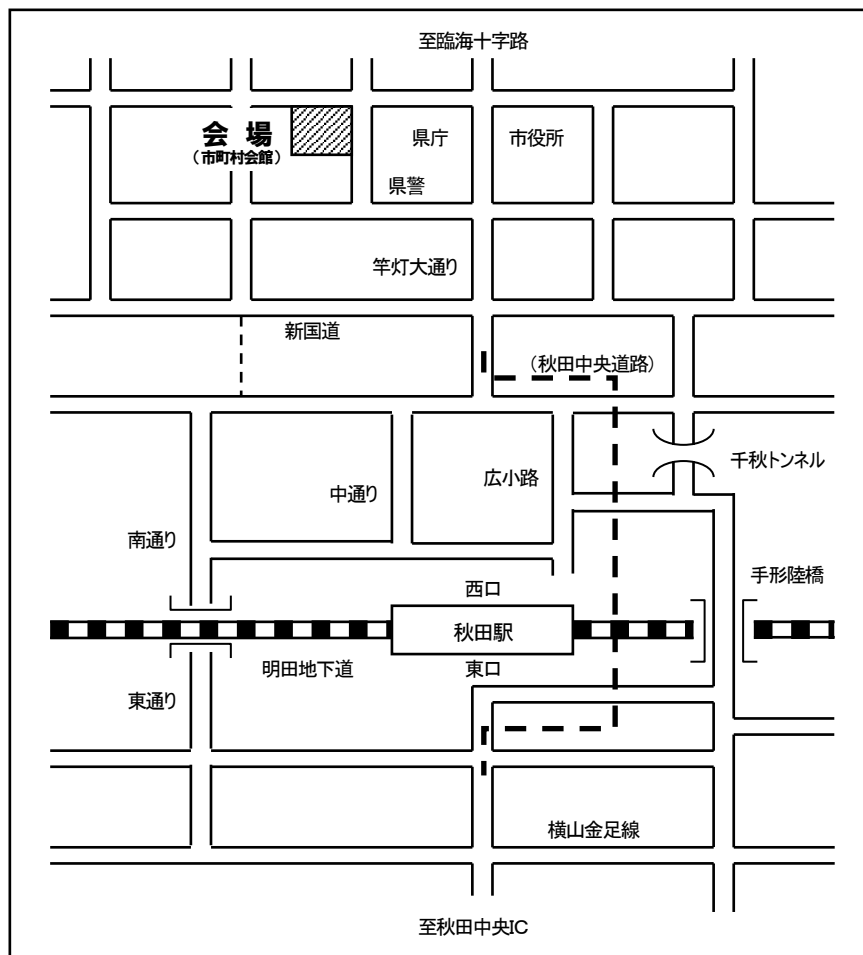 至臨海十字路
会場
（市町村会館）
県庁
市役所
県警
竿灯大通り
新国道
（秋田中央道路）
千秋トンネル
広小路
中通り
南通り
手形陸橋
西口
秋田駅
明田地下道
東口
東通り
横山金足線
至秋田中央IC